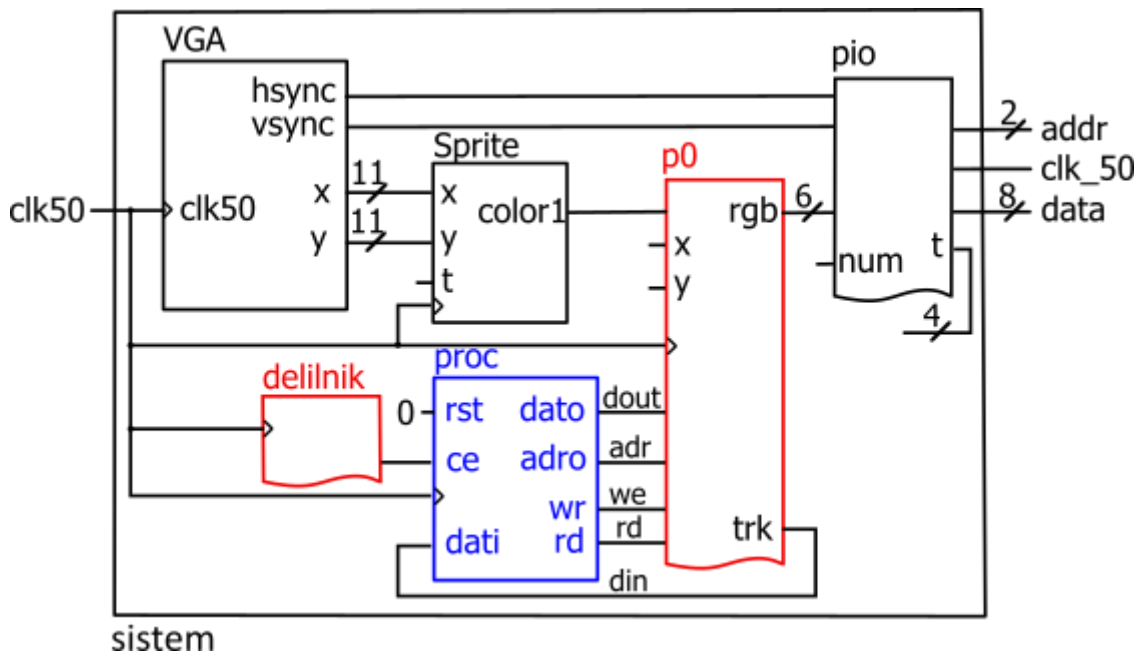 VGA
pio
hsync
vsync
2
addr
Sprite
p0
clk_50
11
6
8
clk50
clk50
x
x
color1
rgb
data
11
y
y
x
t
t
y
num
4
proc
delilnik
0
rst
dato
dout
ce
adro
adr
wr
we
dati
rd
rd
trk
din
sistem